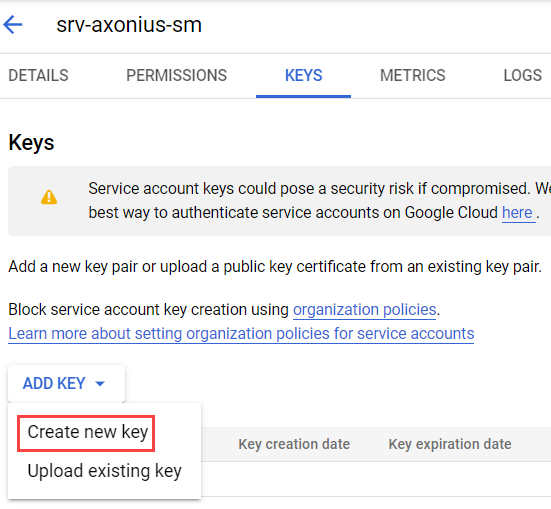 srv-axonius-sm
DETAILS PERMISSIONS KEYS METRICS LOGS
Keys
Service account keys could pose a security risk if compromised. We
best way to authenticate service accounts on Google Cloud here .
Add a new key pair or upload a public key certificate from an existing key pair.
Block service account key creation using organization policies.
Learn more about setting organization policies for service accounts
ADD KEY
Create new key
Key creation date Key expiration date
Upload existing key